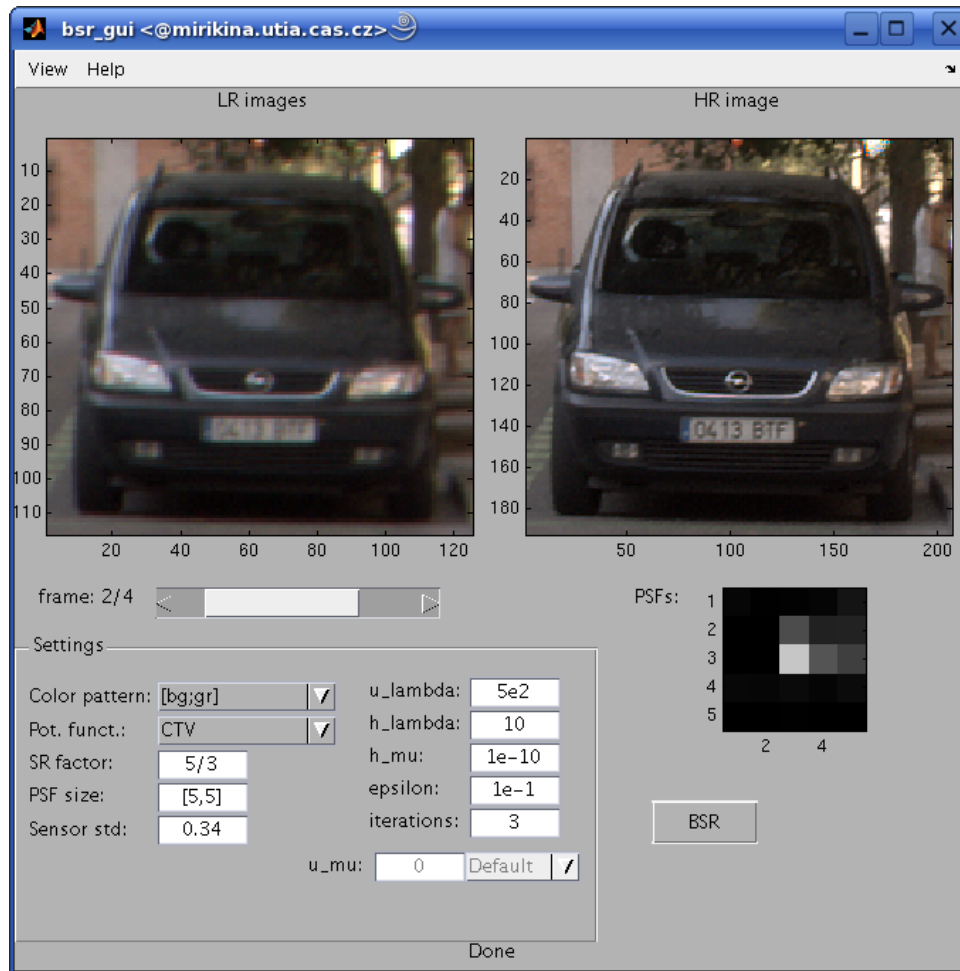 bsr_gui <@mirikina.utia.cas.cz>
View Help
LR images
HR image
10
20
30
40
50
60
70
80
90
100
110
20 40 60 80 100 120
0413 BTF
20
40
60
80
100
120
140
160
180
50 100 150 200
0413 BTF
frame: 2/4
PSFs:
1
2
3
4
5
2 4
Settings
Color pattern: [bg;gr]
Pot. funct.: CTV
SR factor: 5/3
PSF size: [5,5]
Sensor std: 0.34
u_lambda: 5e2
h_lambda: 10
h_mu: 1e-10
epsilon: 1e-1
iterations: 3
u_mu: 0 Default
BSR
Done